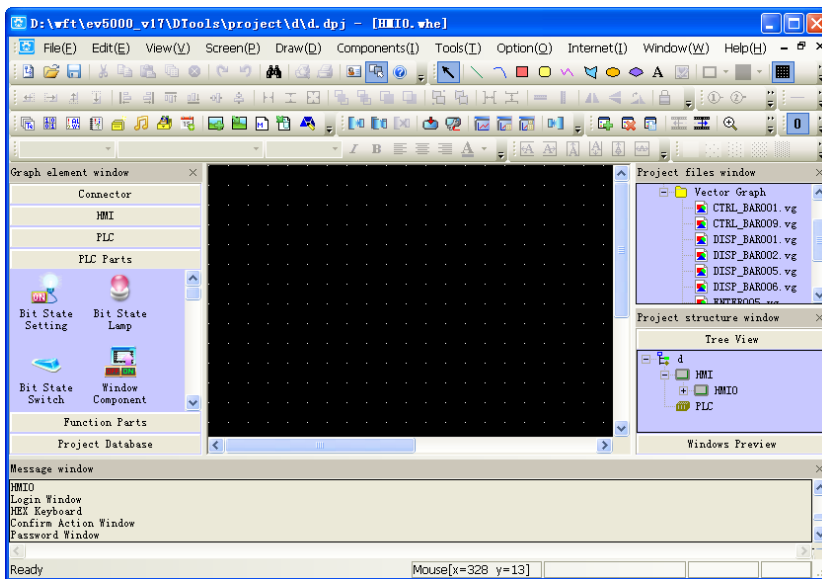 D:\wft\ev5000_v17\DTools\project\d\d.dpj - [HMI0.whe]
File(F) Edit(E) View(V) Screen(P) Draw(D) Components(I) Tools(T) Option(O) Internet(I) Window(W) Help(H)
Graph element window
Connector
HMI
PLC
PLC Parts
Bit State Setting
Bit State Lamp
Bit State Switch
Window Component
Function Parts
Project Database
Project files window
Vector Graph
CTRL_BAR001.vg
CTRL_BAR009.vg
DISP_BAR001.vg
DISP_BAR002.vg
DISP_BAR005.vg
DISP_BAR006.vg
ENTER005.vg
Project structure window
Tree View
d
HMI
HMI0
PLC
Windows Preview
Message window
HMI0
Login Window
HEX Keyboard
Confirm Action Window
Password Window
Ready
Mouse[x=328 y=13]